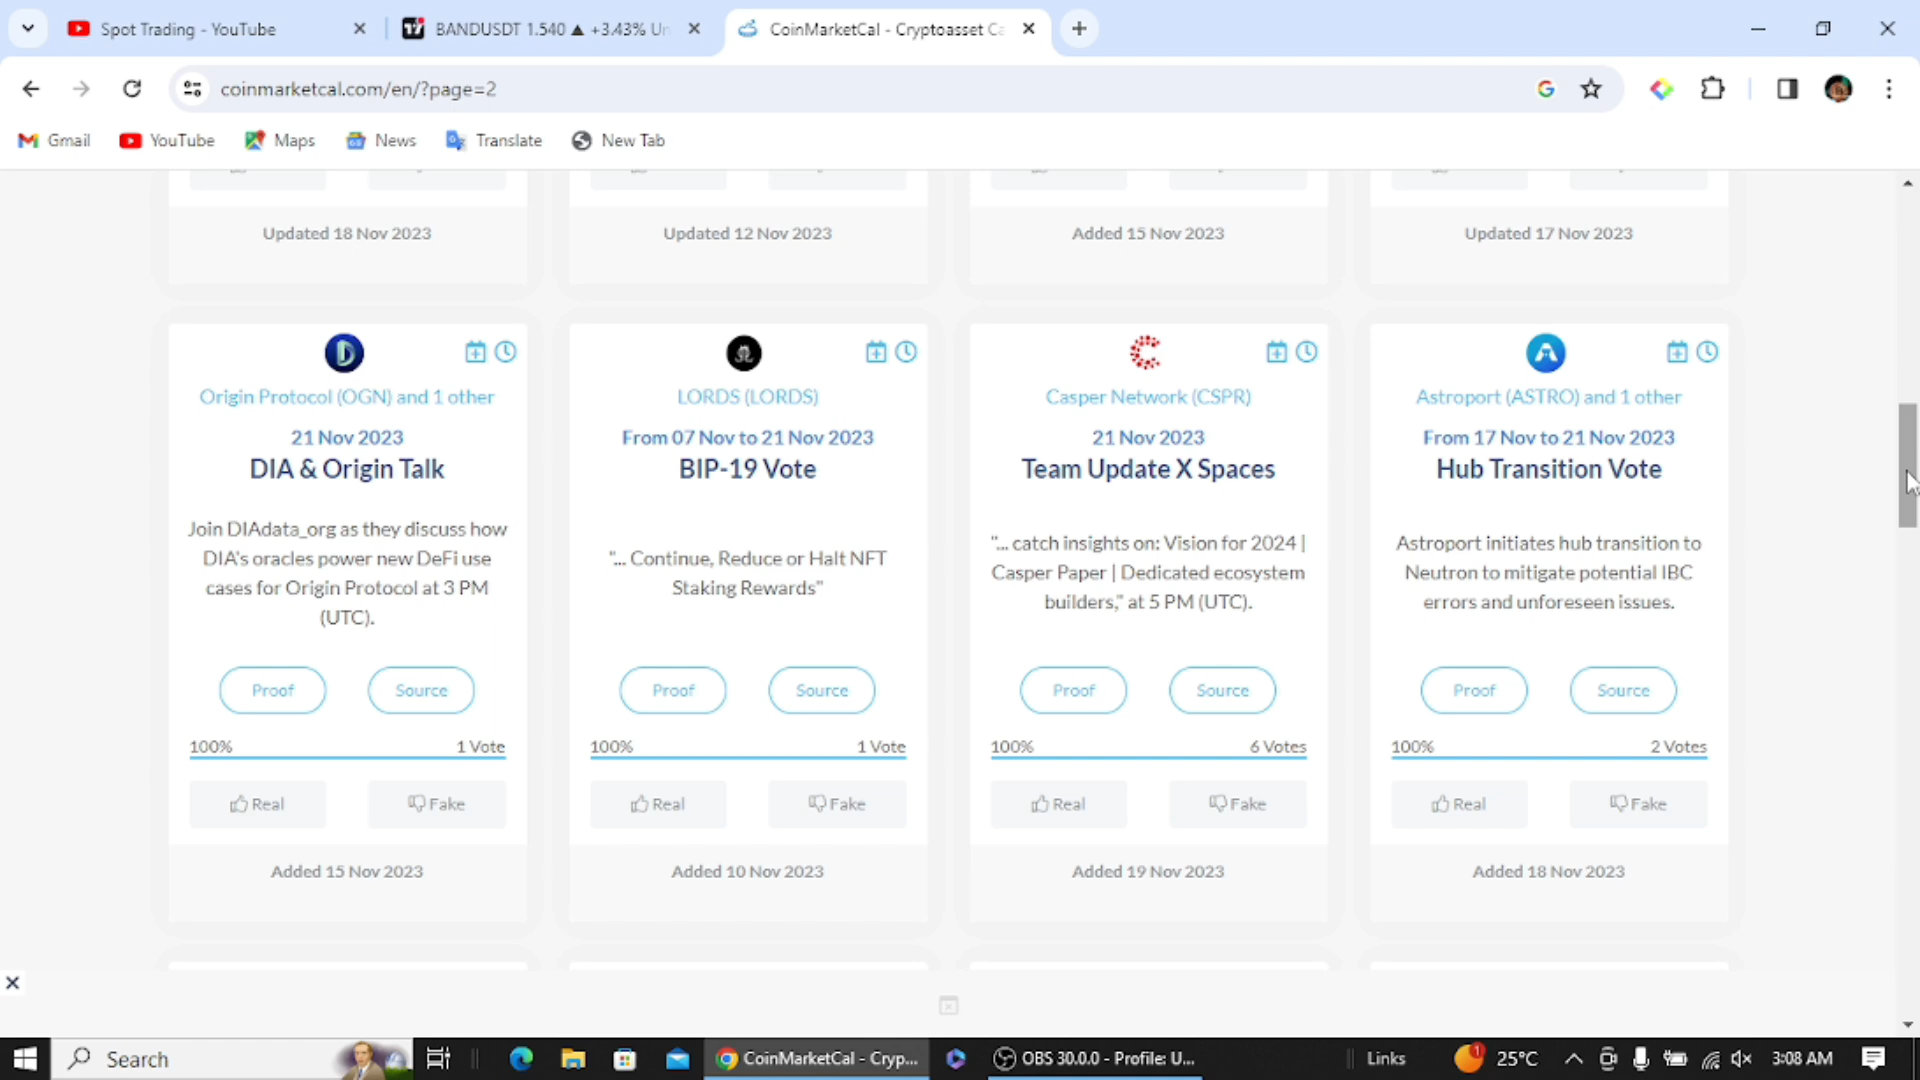 Spot Trading - YouTube
BANDUSDT 1.540 ▲ +3.43% Un
CoinMarketCal - Cryptoasset Ca
coinmarketcal.com/en/?page=2
Gmail
YouTube
Maps
News
Translate
New Tab
Updated 18 Nov 2023
Updated 12 Nov 2023
Added 15 Nov 2023
Updated 17 Nov 2023
Origin Protocol (OGN) and 1 other
21 Nov 2023
DIA & Origin Talk
Join DIAdata_org as they discuss how
DIA's oracles power new DeFi use
cases for Origin Protocol at 3 PM
(UTC).
Proof
Source
100%
1 Vote
Real
Fake
Added 15 Nov 2023
LORDS (LORDS)
From 07 Nov to 21 Nov 2023
BIP-19 Vote
"... Continue, Reduce or Halt NFT
Staking Rewards"
Proof
Source
100%
1 Vote
Real
Fake
Added 10 Nov 2023
Casper Network (CSPR)
21 Nov 2023
Team Update X Spaces
"... catch insights on: Vision for 2024 |
Casper Paper | Dedicated ecosystem
builders," at 5 PM (UTC).
Proof
Source
100%
6 Votes
Real
Fake
Added 19 Nov 2023
Astroport (ASTRO) and 1 other
From 17 Nov to 21 Nov 2023
Hub Transition Vote
Astroport initiates hub transition to
Neutron to mitigate potential IBC
errors and unforeseen issues.
Proof
Source
100%
2 Votes
Real
Fake
Added 18 Nov 2023
Search
CoinMarketCal - Cryp...
OBS 30.0.0 - Profile: U...
Links
1
25°C
3:08 AM